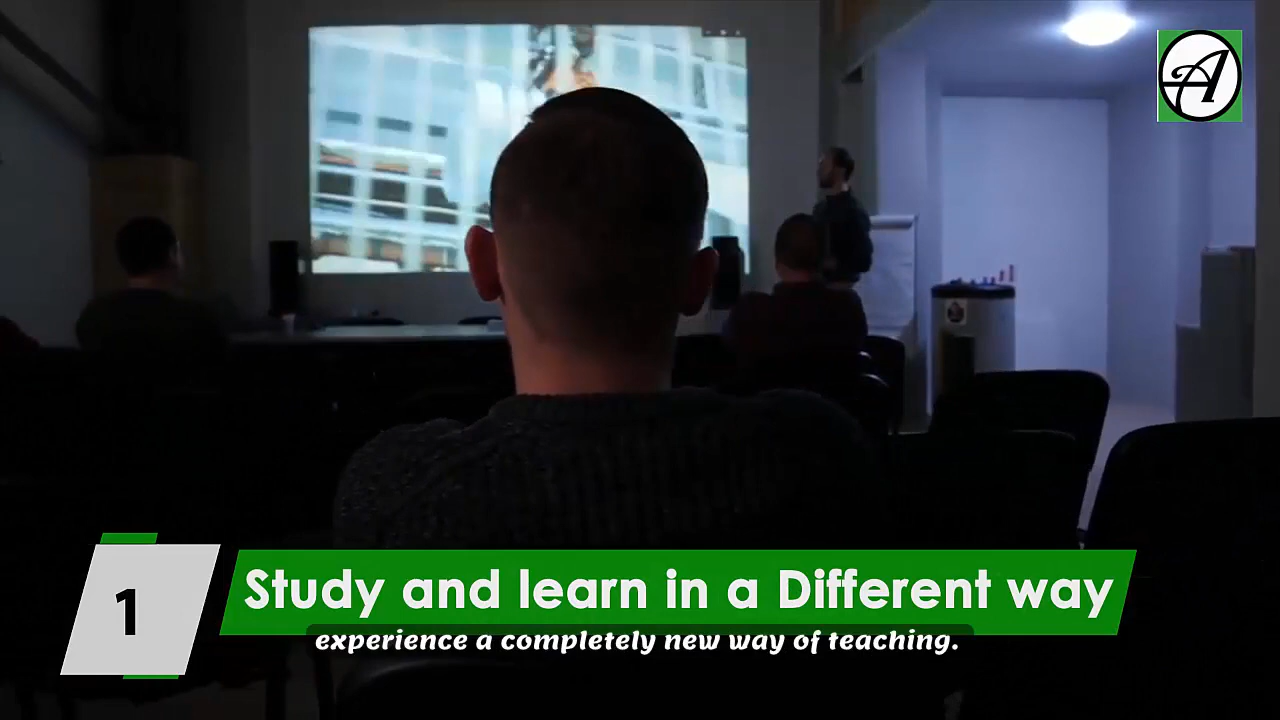 A
1
Study and learn in a Different way
experience a completely new way of teaching.